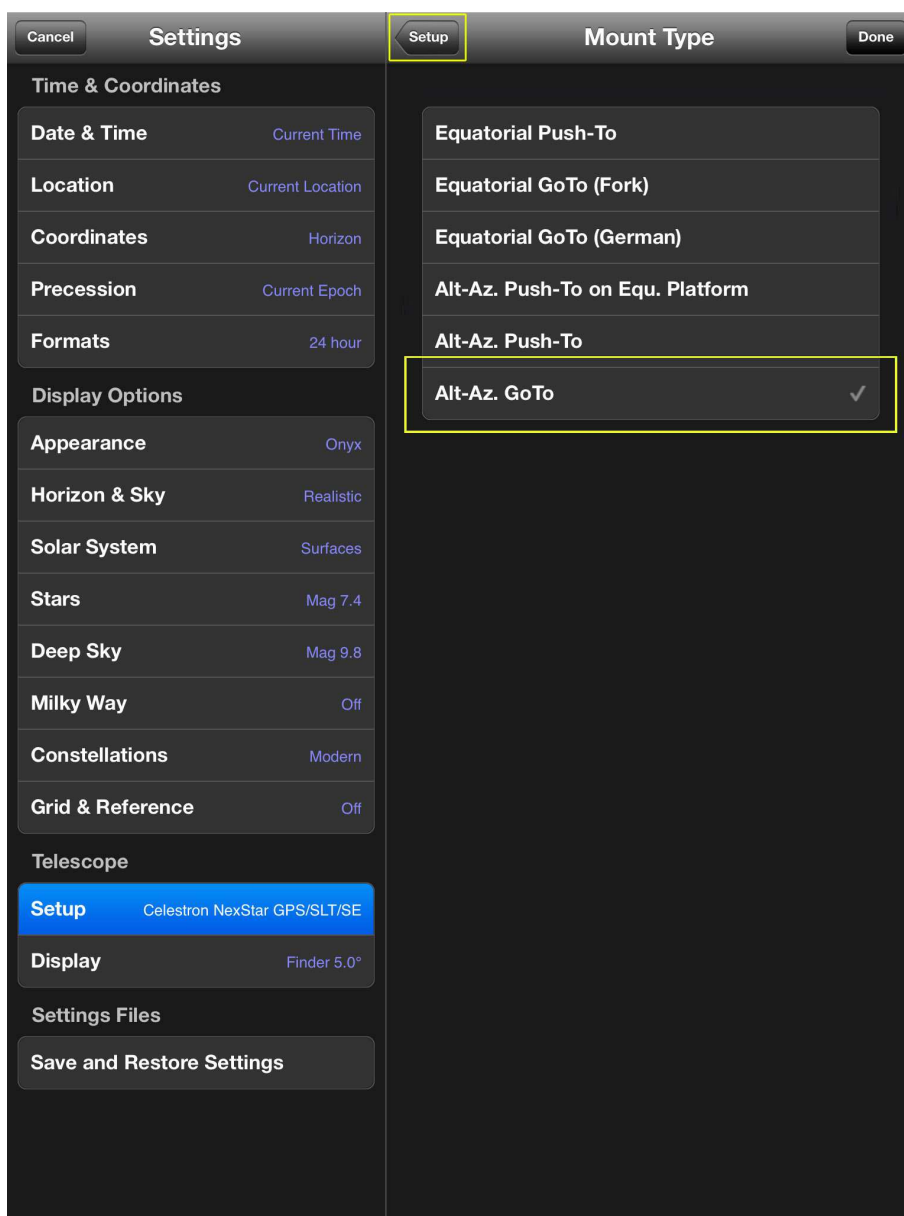 Cancel
Settings
Time & Coordinates
Date & Time Current Time
Location Current Location
Coordinates Horizon
Precession Current Epoch
Formats 24 hour
Display Options
Appearance Onyx
Horizon & Sky Realistic
Solar System Surfaces
Stars Mag 7.4
Deep Sky Mag 9.8
Milky Way Off
Constellations Modern
Grid & Reference Off
Telescope
Setup Celestron NexStar GPS/SLT/SE
Display Finder 5.0°
Settings Files
Save and Restore Settings
Setup
Mount Type
Done
Equatorial Push-To
Equatorial GoTo (Fork)
Equatorial GoTo (German)
Alt-Az. Push-To on Equ. Platform
Alt-Az. Push-To
Alt-Az. GoTo